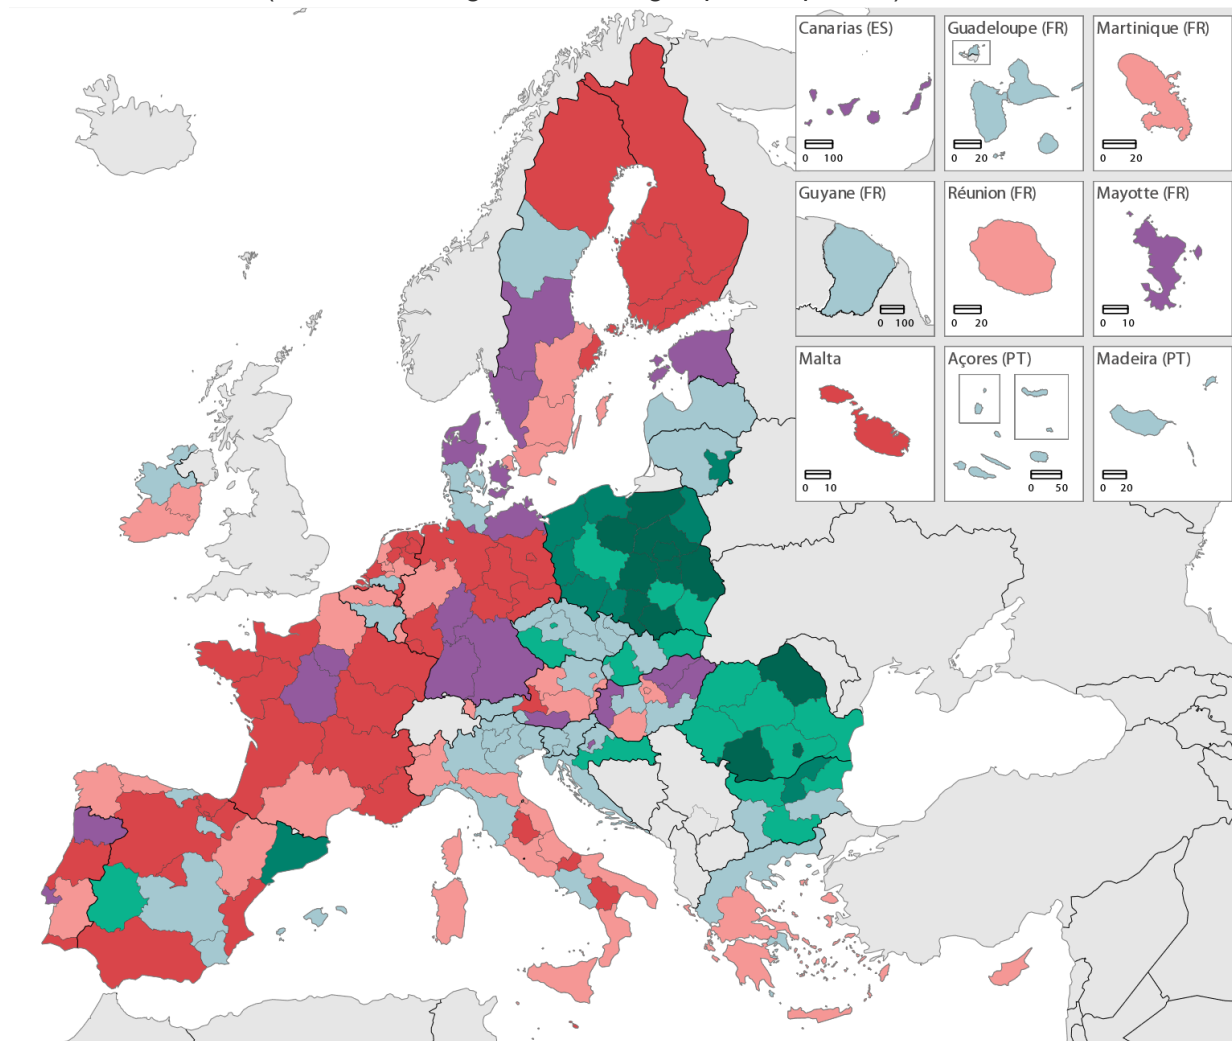 Canarias (ES)
0 100
Guadeloupe (FR)
0 20
Martinique (FR)
0 20
Guyane (FR)
0 100
Réunion (FR)
0 20
Mayotte (FR)
0 10
Malta
0 10
Açores (PT)
0 50
Madeira (PT)
0 20